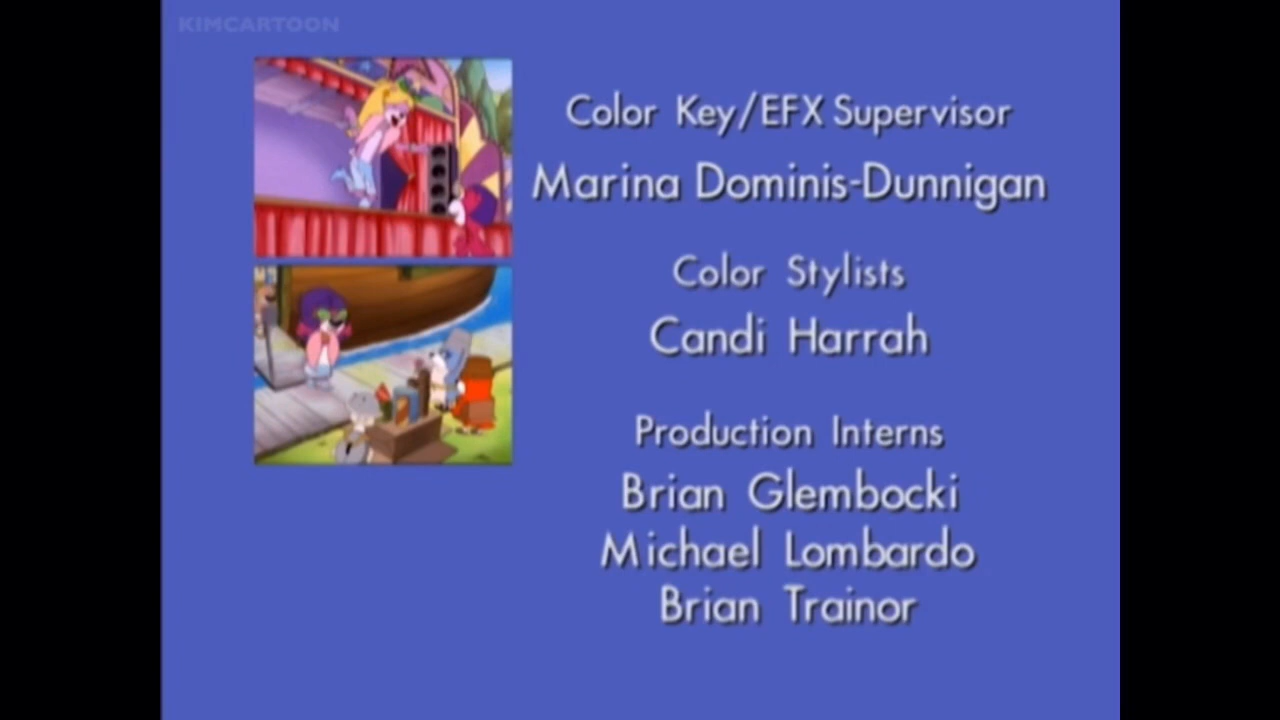 KIMCARTOON
Color Key/EFX Supervisor
Marina Dominis-Dunnigan
Color Stylists
Candi Harrah
Production Interns
Brian Glembocki
Michael Lombardo
Brian Trainor